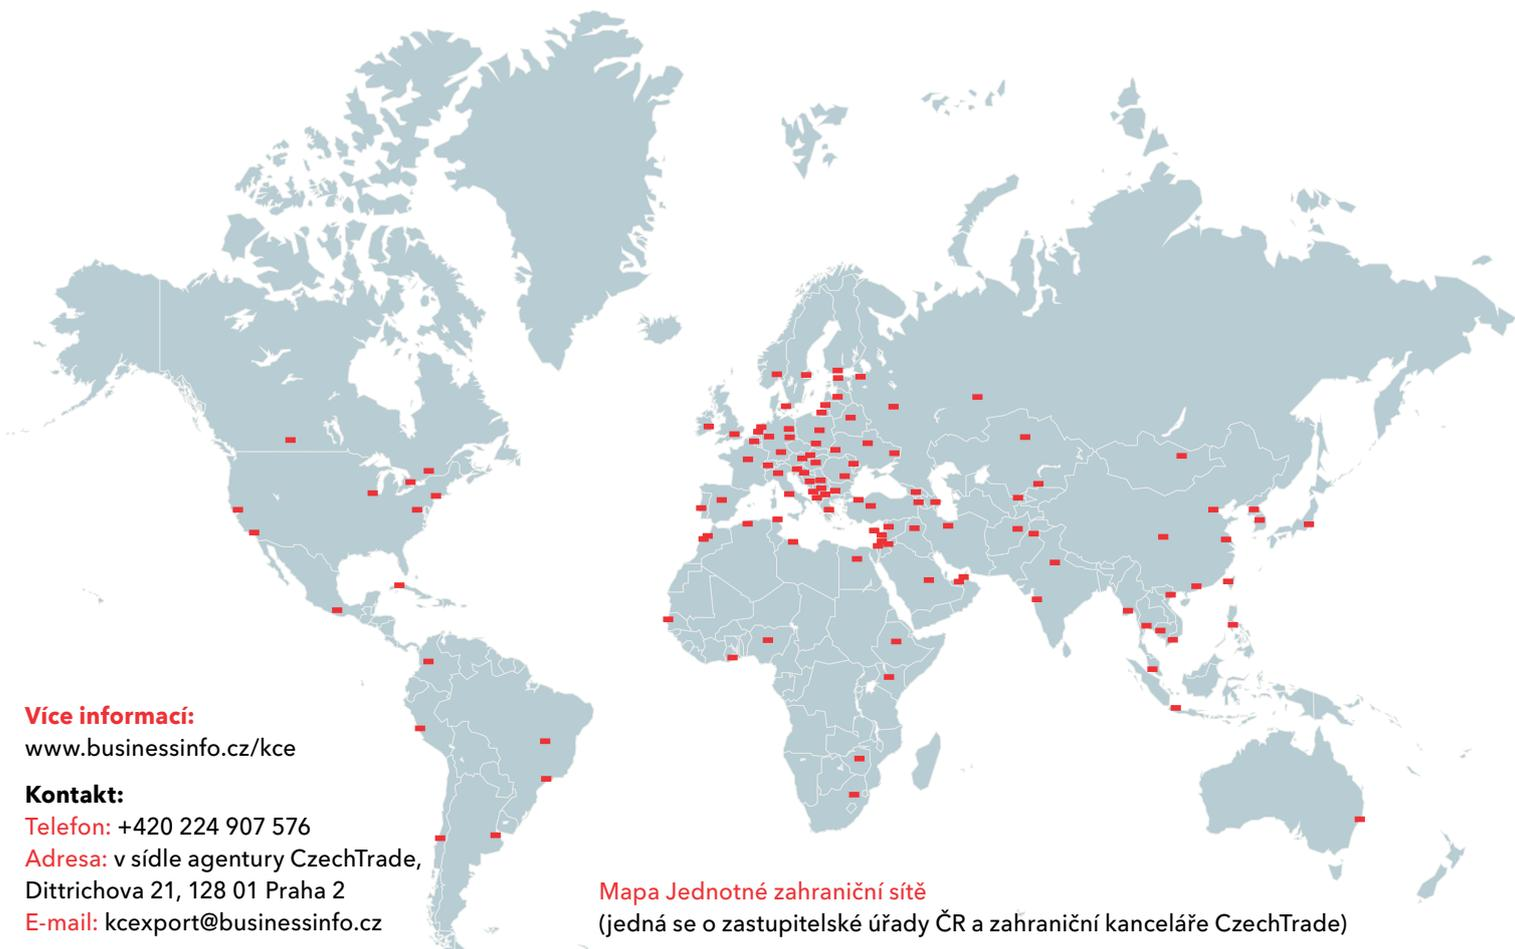 Více informací:
www.businessinfo.cz/kce
Kontakt:
Telefon: +420 224 907 576
Adresa: v sídle agentury CzechTrade,
Dittrichova 21, 128 01 Praha 2
E-mail: kcexport@businessinfo.cz
Mapa Jednotné zahraniční sítě
(jedná se o zastupitelské úřady ČR a zahraniční kanceláře CzechTrade)